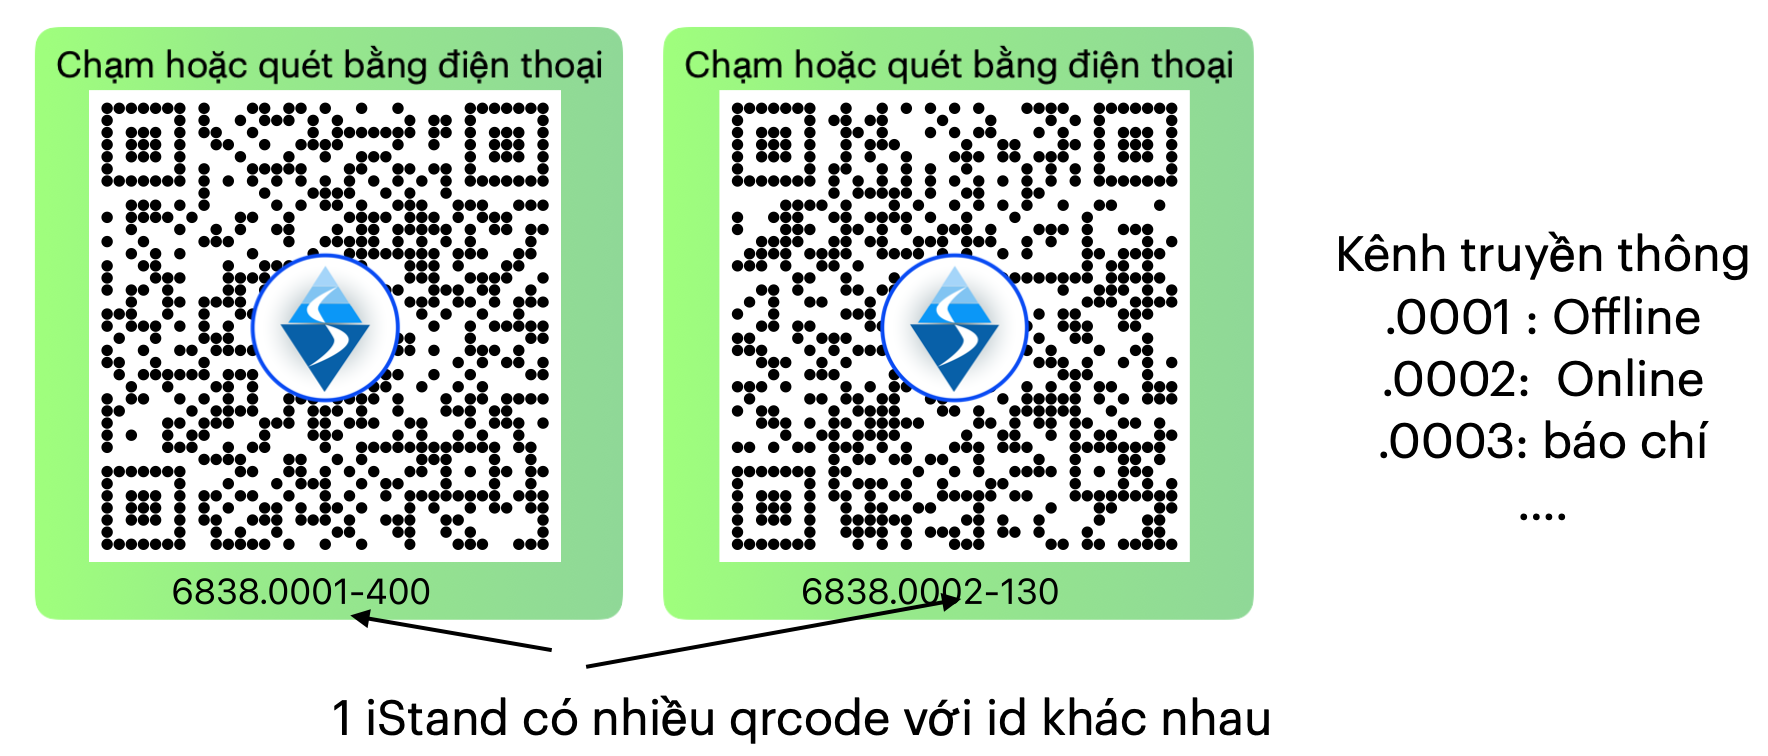 Chạm hoặc quét bằng điện thoại
6838.0001-400
Chạm hoặc quét bằng điện thoại
6838.0002-130
Kênh truyền thông
.0001 : Offline
.0002:  Online
.0003: báo chí
....
1 iStand có nhiều qrcode với id khác nhau